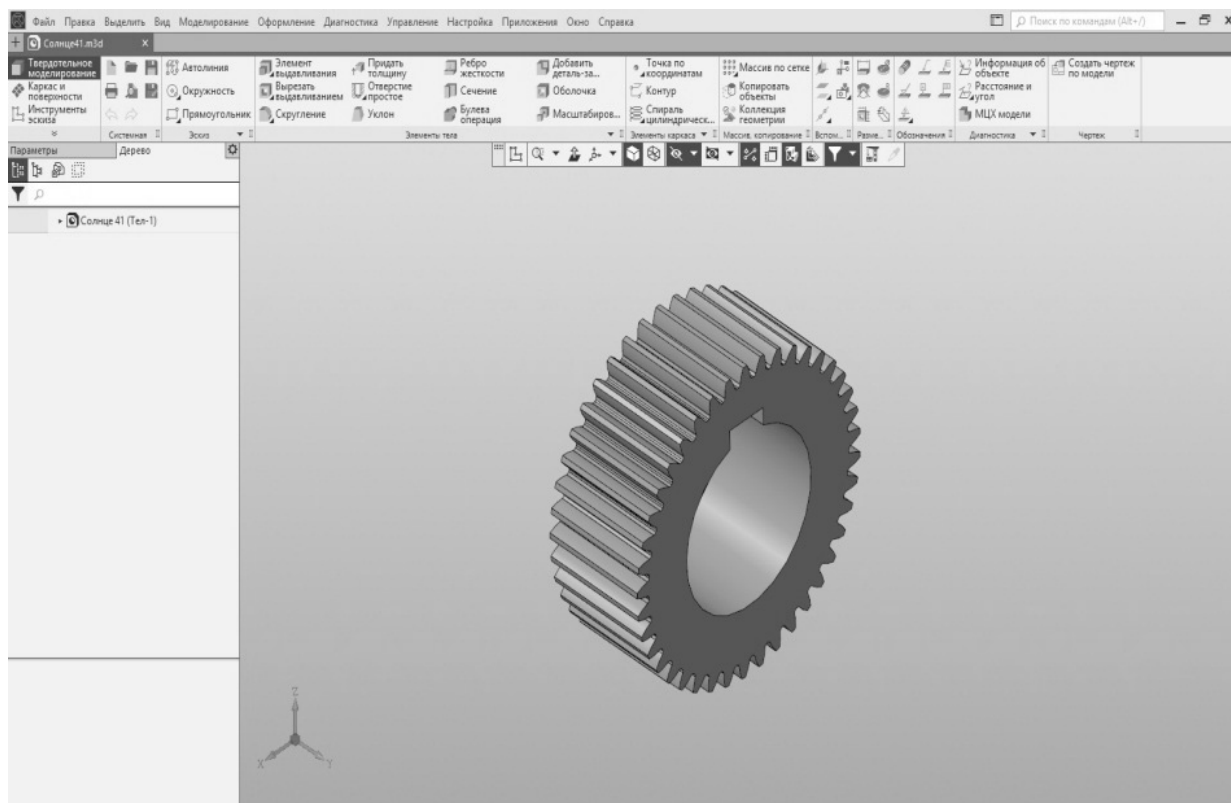 Файл Правка Выделить Вид Моделирование Оформление Диагностика Управление Настройка Приложения Окно Справка
Поиск по командам (Alt+/)
Солнце41.m3d
Твердотельное моделирование
Каркас и поверхности
Инструменты эскиза
Системная
Автолиния
Окружность
Прямоугольник
Эскиз
Элемент выдавливания
Вырезать выдавливанием
Скругление
Придать толщину
Отверстие простое
Уклон
Ребро жесткости
Сечение
Булева операция
Добавить деталь-за...
Оболочка
Масштабиров...
Элементы тела
Точка по координатам
Контур
Спираль цилиндрическ...
Элементы каркаса
Массив по сетке
Копировать объекты
Коллекция геометрии
Массив, копирование
Вспом...
Разме...
Обозначения
Информация об объекте
Расстояние и угол
МЦХ модели
Диагностика
Создать чертеж по модели
Чертеж
Параметры
Дерево
Солнце 41 (Тел-1)
Z
X
Y